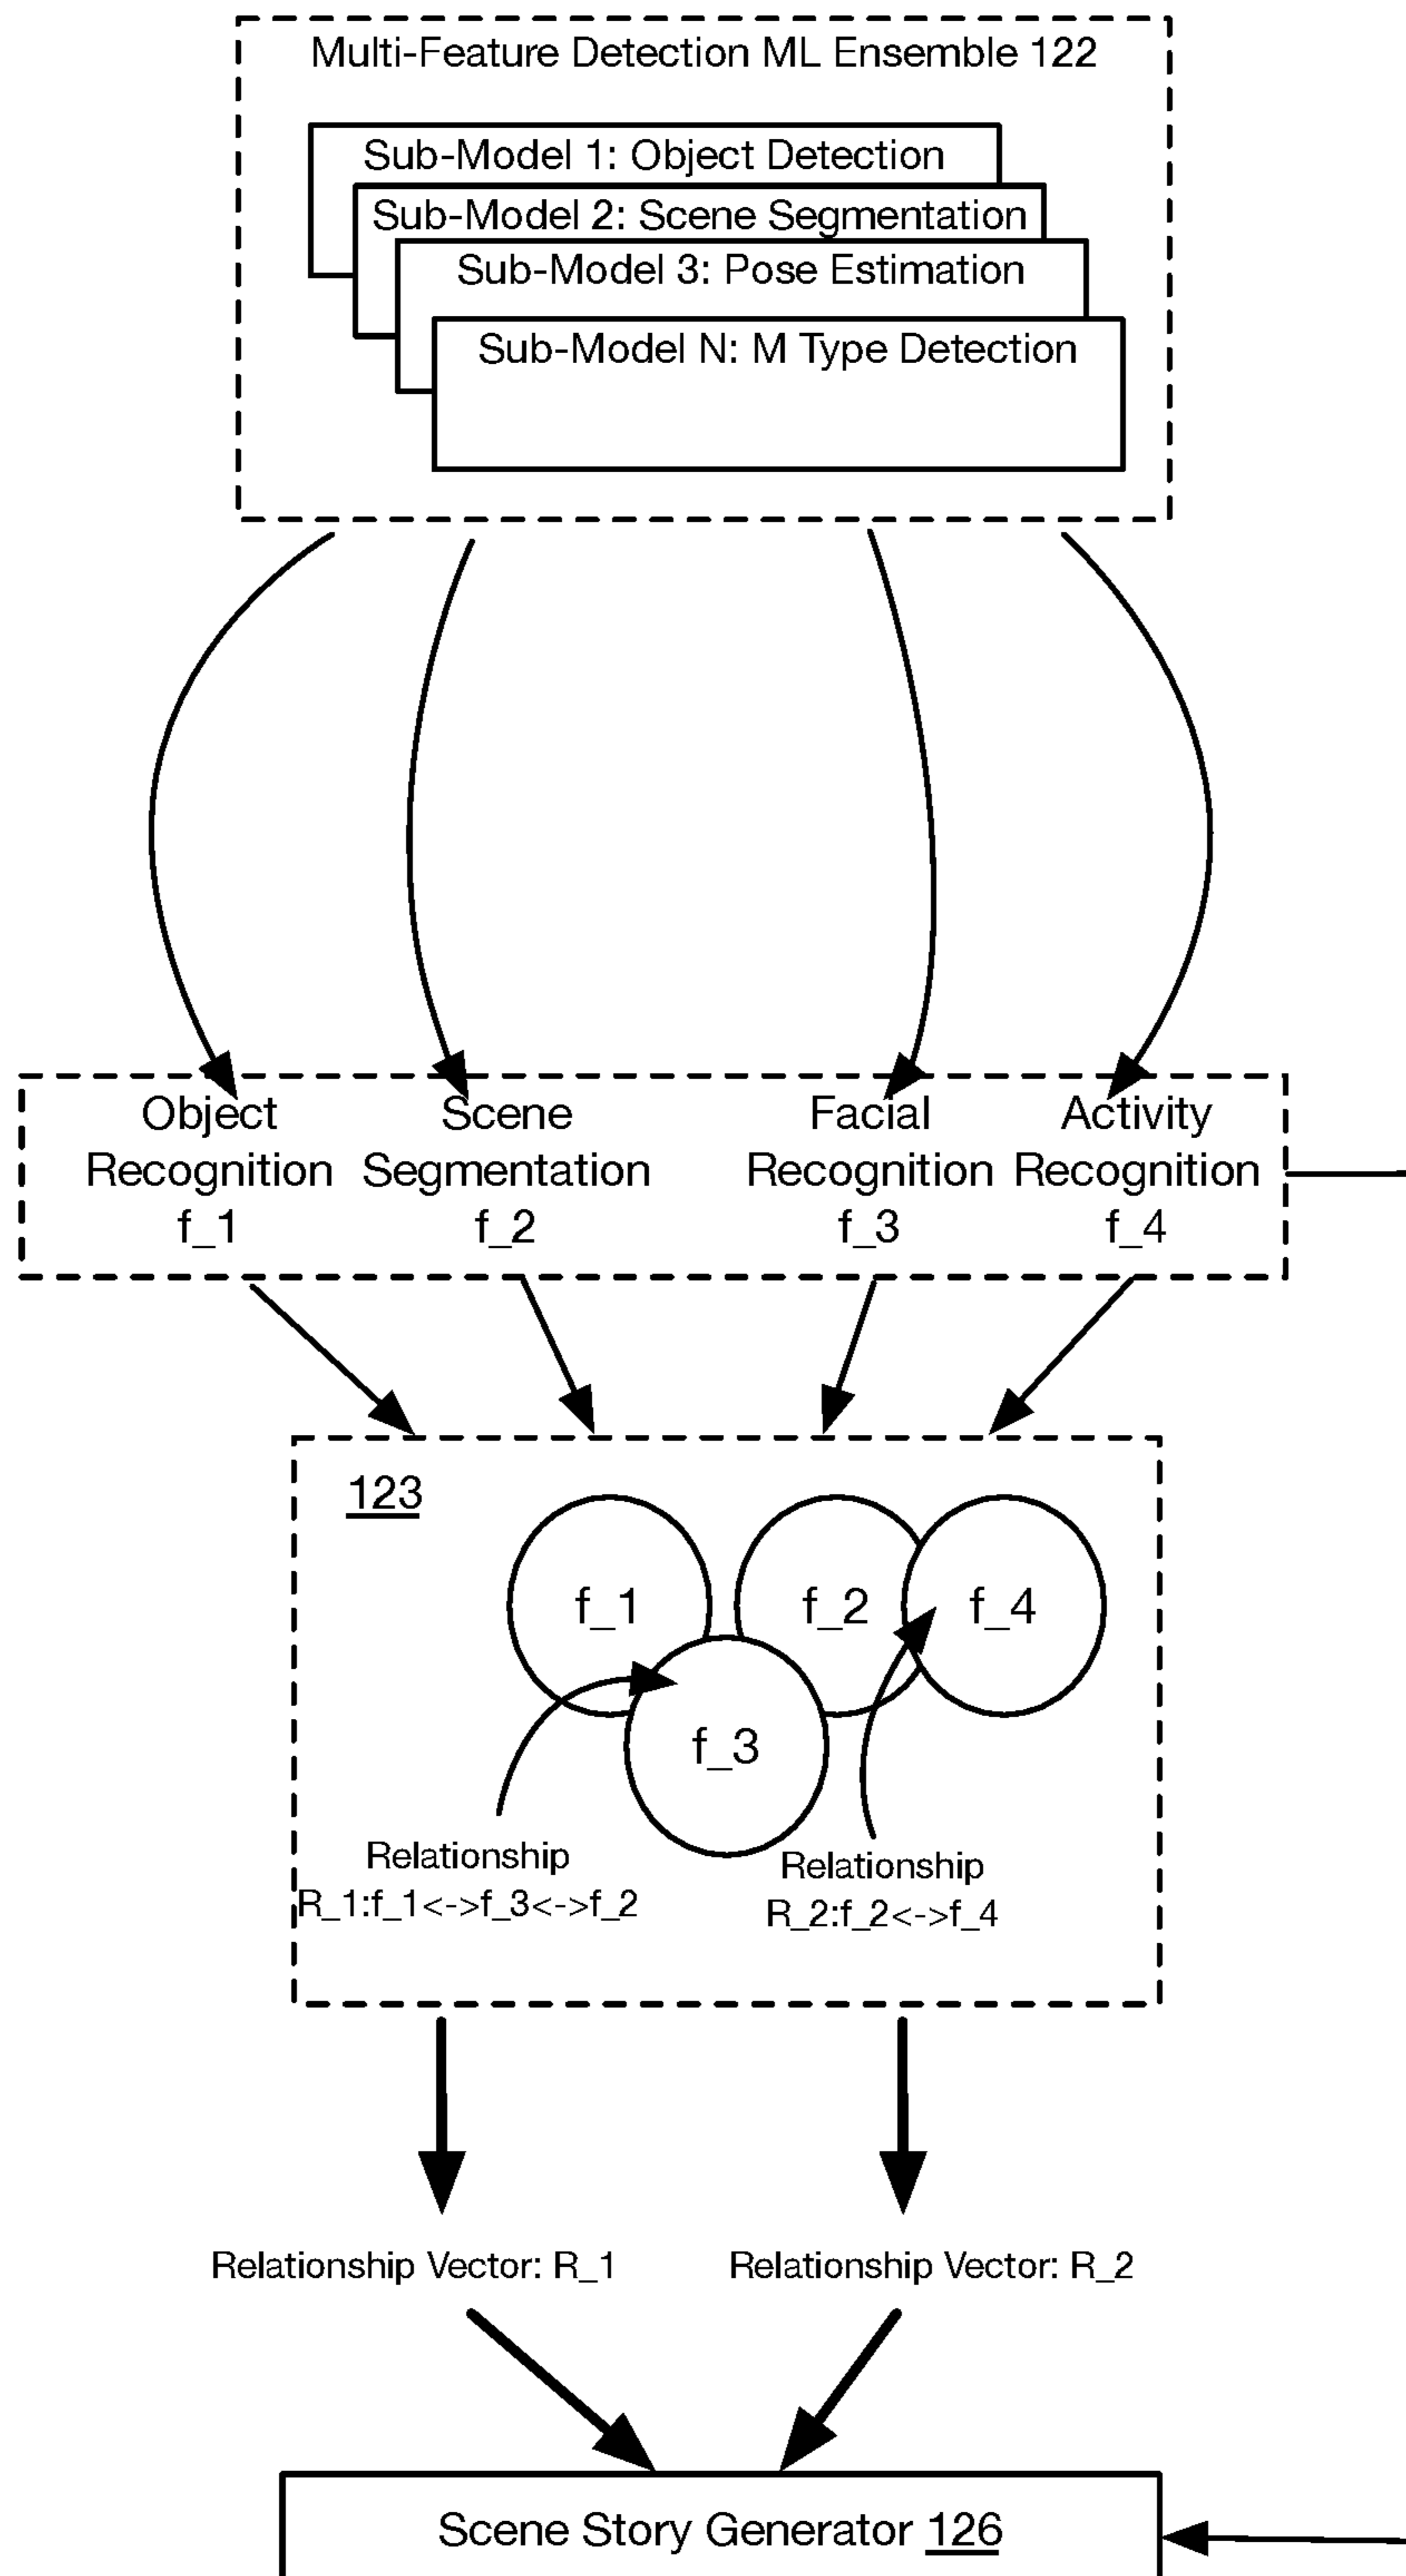 Multi-Feature Detection ML Ensemble 122
Sub-Model 1: Object Detection
Sub-Model 2: Scene Segmentation
Sub-Model 3: Pose Estimation
Sub-Model N: M Type Detection
Object Recognition f_1
Scene Segmentation f_2
Facial Recognition f_3
Activity Recognition f_4
123
f_1
f_2
f_4
f_3
Relationship
R_1:f_1<->f_3<->f_2
Relationship
R_2:f_2<->f_4
Relationship Vector: R_1
Relationship Vector: R_2
Scene Story Generator 126